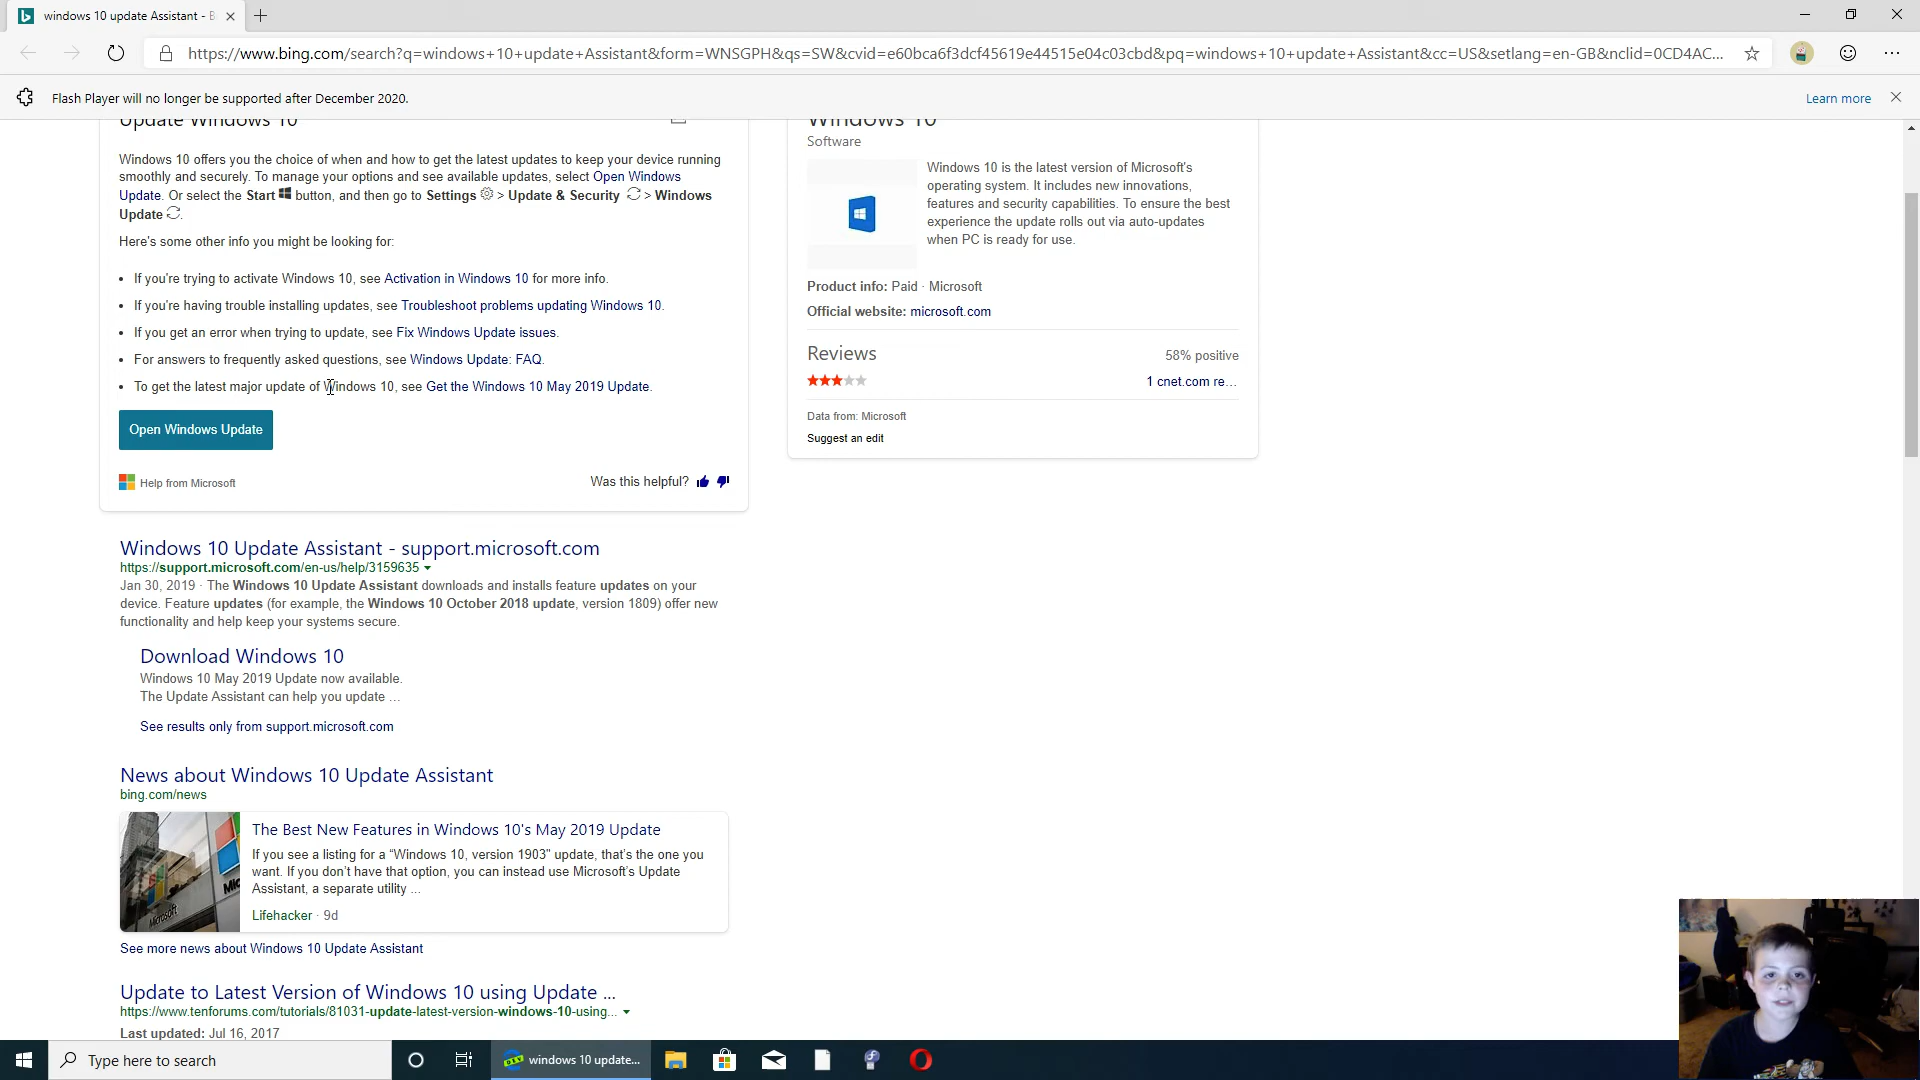 windows 10 update Assistant - B
https://www.bing.com/search?q=windows+10+update+Assistant&form=WNSGPH&qs=SW&cvid=e60bca6f3dcf45619e44515e04c03cbd&pq=windows+10+update+Assistant&cc=US&setlang=en-GB&nclid=0CD4AC...
Flash Player will no longer be supported after December 2020.
Learn more
Update Windows 10
Windows 10 offers you the choice of when and how to get the latest updates to keep your device running
smoothly and securely. To manage your options and see available updates, select Open Windows
Update. Or select the Start button, and then go to Settings > Update & Security > Windows
Update .
Here's some other info you might be looking for:
• If you're trying to activate Windows 10, see Activation in Windows 10 for more info.
• If you're having trouble installing updates, see Troubleshoot problems updating Windows 10.
• If you get an error when trying to update, see Fix Windows Update issues.
• For answers to frequently asked questions, see Windows Update: FAQ.
• To get the latest major update of Windows 10, see Get the Windows 10 May 2019 Update.
Open Windows Update
Help from Microsoft
Was this helpful?
Windows 10
Software
Windows 10 is the latest version of Microsoft's
operating system. It includes new innovations,
features and security capabilities. To ensure the best
experience the update rolls out via auto-updates
when PC is ready for use.
Product info: Paid · Microsoft
Official website: microsoft.com
Reviews
58% positive
1 cnet.com re...
Data from: Microsoft
Suggest an edit
Windows 10 Update Assistant - support.microsoft.com
https://support.microsoft.com/en-us/help/3159635
Jan 30, 2019 · The Windows 10 Update Assistant downloads and installs feature updates on your
device. Feature updates (for example, the Windows 10 October 2018 update, version 1809) offer new
functionality and help keep your systems secure.
Download Windows 10
Windows 10 May 2019 Update now available.
The Update Assistant can help you update ...
See results only from support.microsoft.com
News about Windows 10 Update Assistant
bing.com/news
The Best New Features in Windows 10's May 2019 Update
If you see a listing for a “Windows 10, version 1903” update, that’s the one you
want. If you don’t have that option, you can instead use Microsoft’s Update
Assistant, a separate utility ...
Lifehacker · 9d
Microsoft
Mic
See more news about Windows 10 Update Assistant
Update to Latest Version of Windows 10 using Update ...
https://www.tenforums.com/tutorials/81031-update-latest-version-windows-10-using...
Last updated: Jul 16, 2017
Type here to search
DEV
windows 10 update...